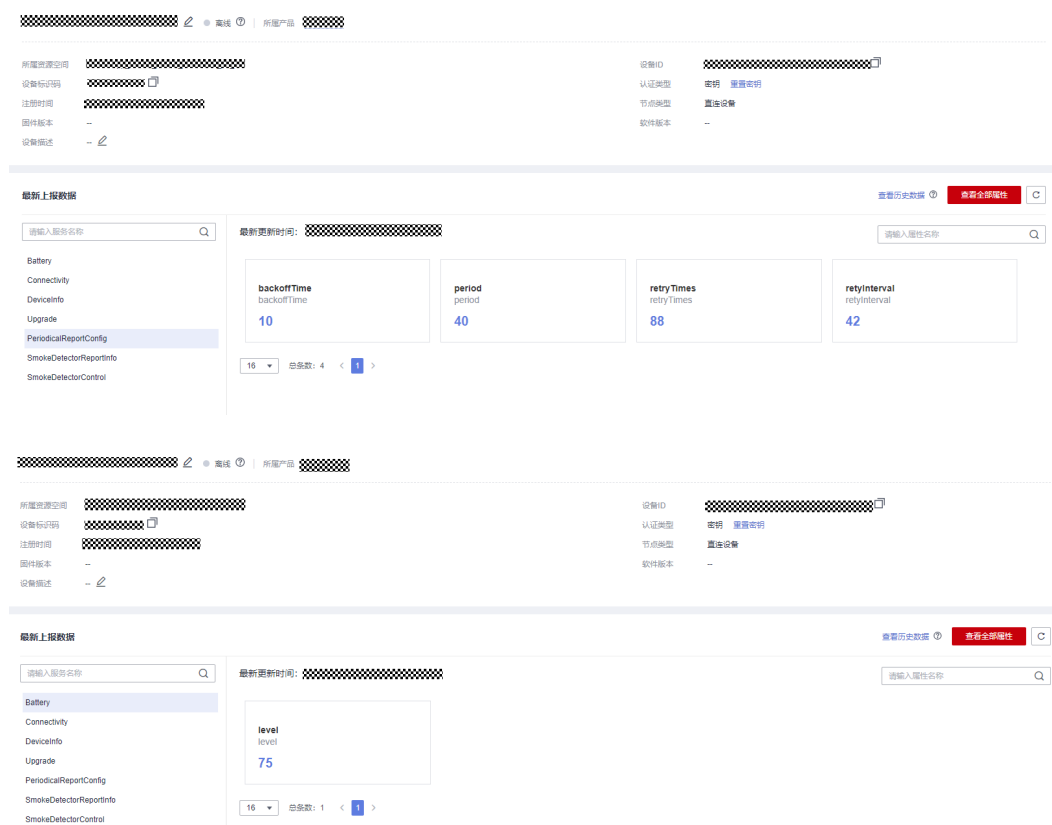 离线 所属产品
所属资源空间
设备ID
设备标识码
认证类型 密钥 重置密钥
注册时间
节点类型 直连设备
固件版本 --
软件版本 --
设备描述 --
最新上报数据
查看历史数据 查看全部属性
请输入服务名称
最新更新时间:
请输入属性名称
Battery
Connectivity
DeviceInfo
Upgrade
PeriodicalReportConfig
SmokeDetectorReportInfo
SmokeDetectorControl
backoffTime
backoffTime
10
period
period
40
retryTimes
retryTimes
88
retyInterval
retyInterval
42
16 总条数: 4 < 1 >
离线 所属产品
所属资源空间
设备ID
设备标识码
认证类型 密钥 重置密钥
注册时间
节点类型 直连设备
固件版本 --
软件版本 --
设备描述 --
最新上报数据
查看历史数据 查看全部属性
请输入服务名称
最新更新时间:
请输入属性名称
Battery
Connectivity
DeviceInfo
Upgrade
PeriodicalReportConfig
SmokeDetectorReportInfo
SmokeDetectorControl
level
level
75
16 总条数: 1 < 1 >